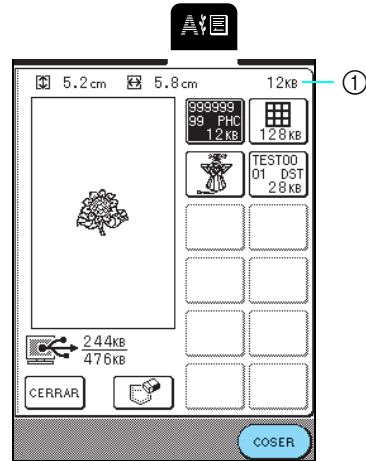 5.2cm 5.8cm 12KB
①
999999
99 PHC
12KB
128KB
TEST00
01 DST
28KB
244KB
476KB
CERRAR
COSER